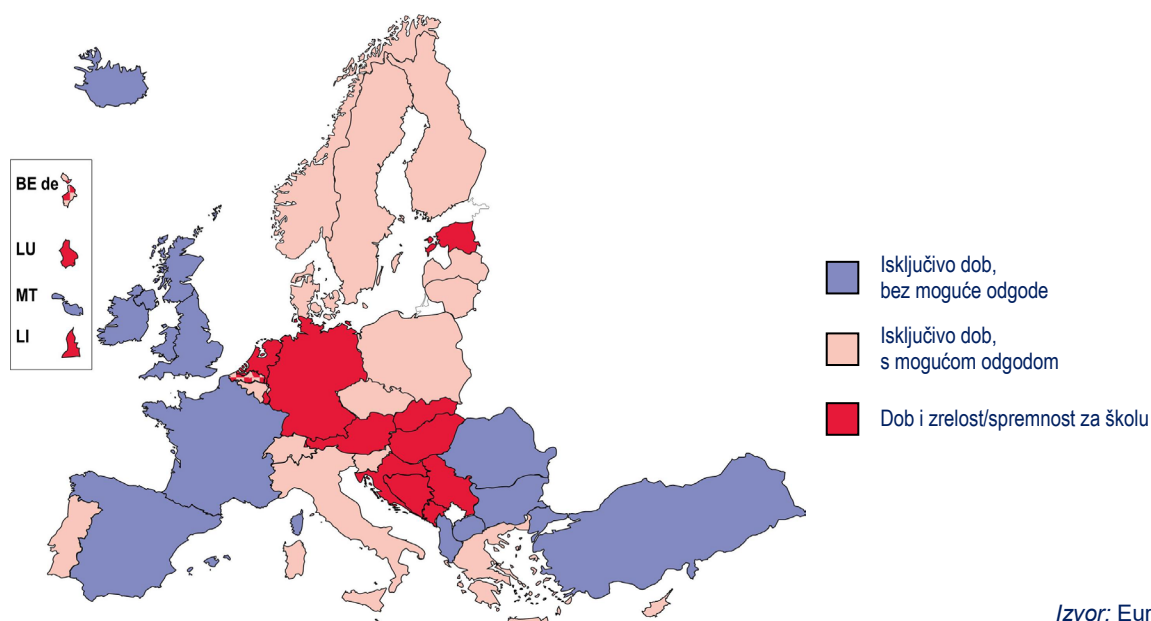 BE de
LU
MT
LI
Isključivo dob,
bez moguće odgode
Isključivo dob,
s mogućom odgodom
Dob i zrelost/spremnost za školu
Izvor: Eur